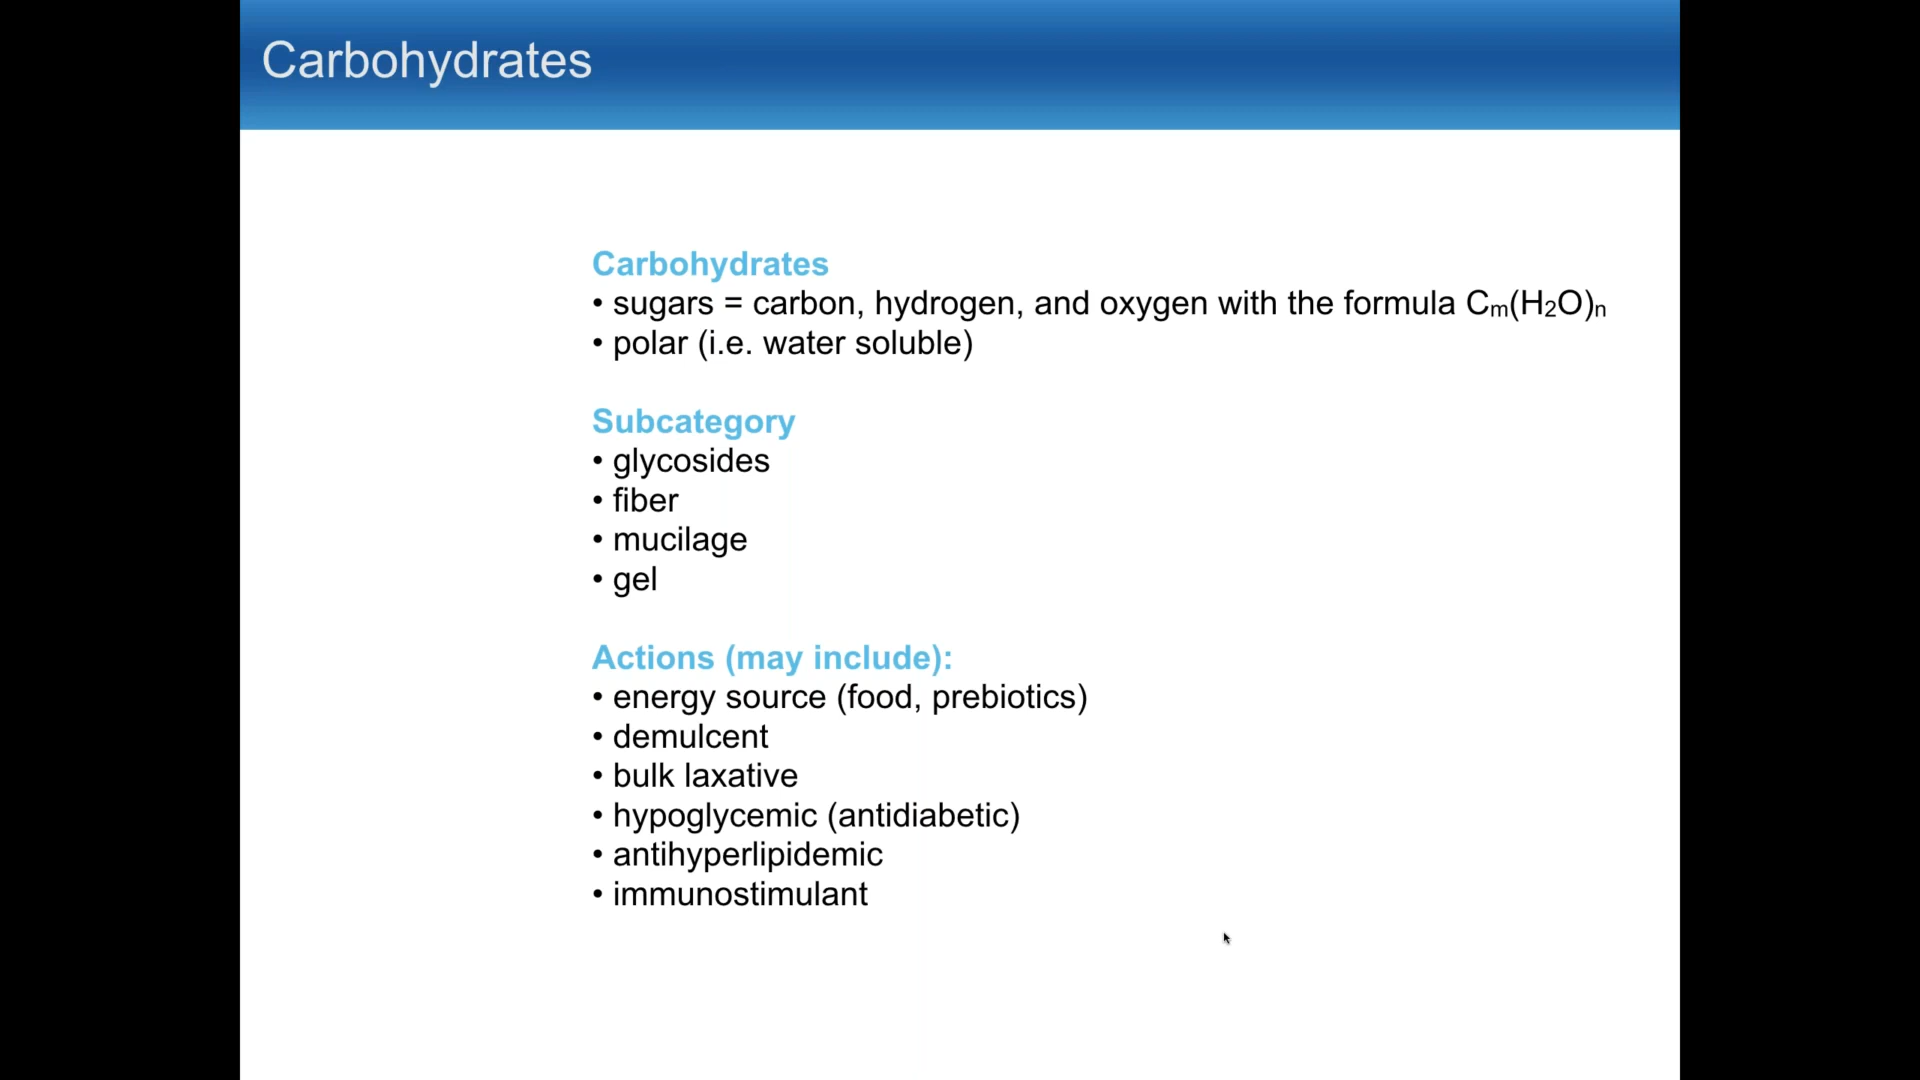 Carbohydrates
Carbohydrates
• sugars = carbon, hydrogen, and oxygen with the formula Cm(H2O)n
• polar (i.e. water soluble)
Subcategory
• glycosides
• fiber
• mucilage
• gel
Actions (may include):
• energy source (food, prebiotics)
• demulcent
• bulk laxative
• hypoglycemic (antidiabetic)
• antihyperlipidemic
• immunostimulant